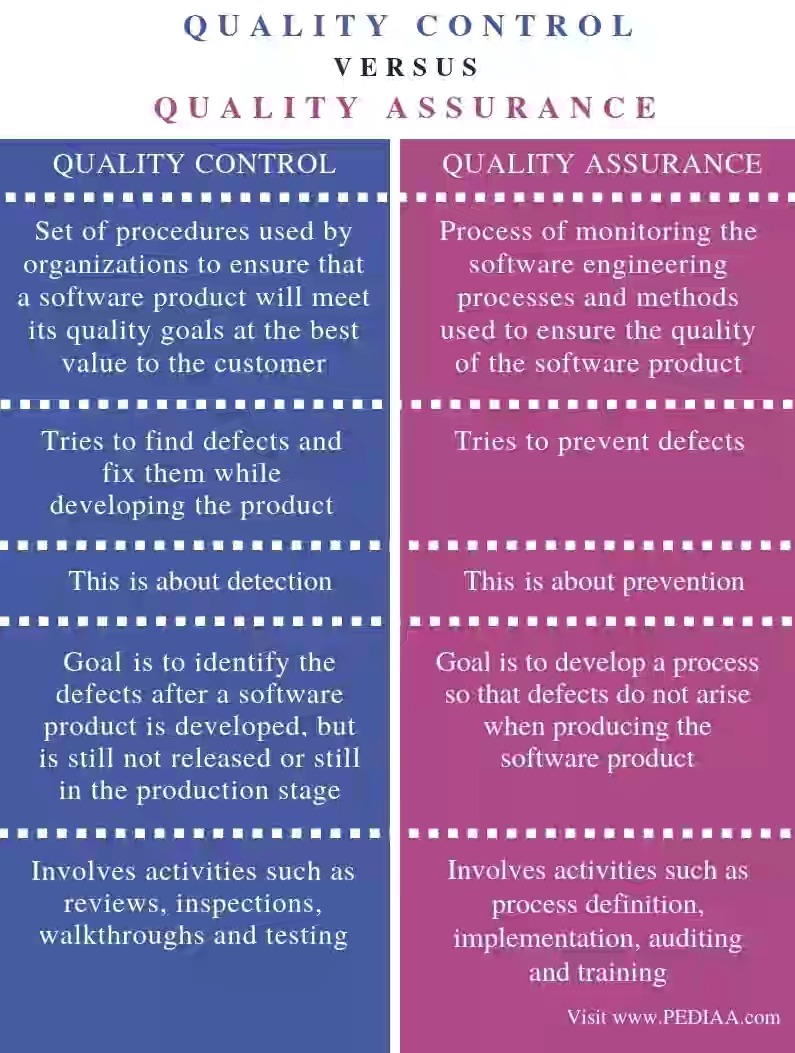 QUALITY CONTROL
VERSUS
QUALITY ASSURANCE
QUALITY CONTROL
Set of procedures used by
organizations to ensure that
a software product will meet
its quality goals at the best
value to the customer
Tries to find defects and
fix them while
developing the product
This is about detection
Goal is to identify the
defects after a software
product is developed, but
is still not released or still
in the production stage
Involves activities such as
reviews, inspections,
walkthroughs and testing
QUALITY ASSURANCE
Process of monitoring the
software engineering
processes and methods
used to ensure the quality
of the software product
Tries to prevent defects
This is about prevention
Goal is to develop a process
so that defects do not arise
when producing the
software product
Involves activities such as
process definition,
implementation, auditing
and training
Visit www.PEDIAA.com